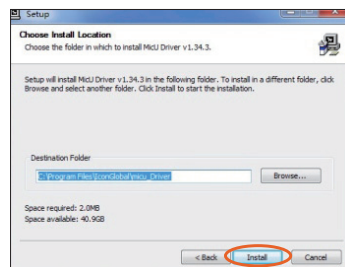 Setup
Choose Install Location
Choose the folder in which to install McU Driver v1.34.3.
Setup will install McU Driver v1.34.3 in the following folder. To install in a different folder, click
Browse and select another folder. Click Install to start the installation.
Destination Folder
C:\Program Files\IconGlobal\micu_Driver
Browse...
Space required: 2.0MB
Space available: 40.9GB
< Back
Install
Cancel